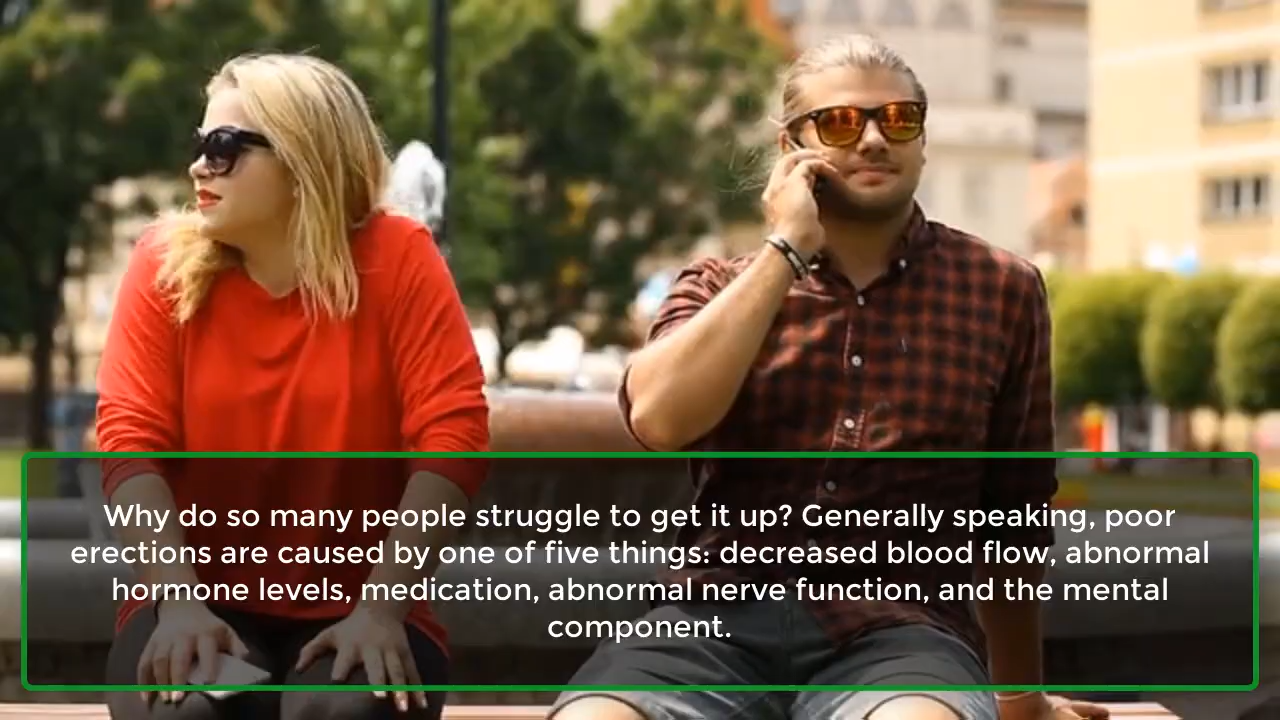 Why do so many people struggle to get it up? Generally speaking, poor
erections are caused by one of five things: decreased blood flow, abnormal
hormone levels, medication, abnormal nerve function, and the mental
component.